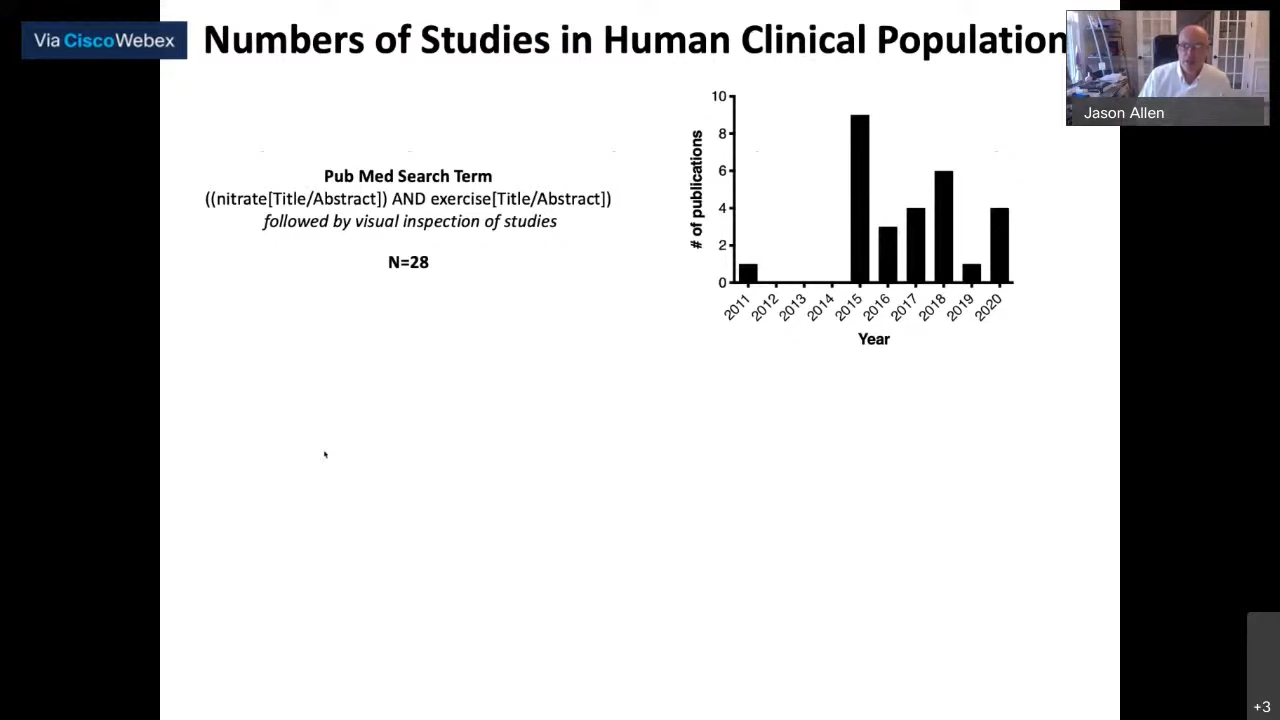 Via CiscoWebex
Numbers of Studies in Human Clinical Population
Jason Allen
Pub Med Search Term
((nitrate[Title/Abstract]) AND exercise[Title/Abstract])
followed by visual inspection of studies
N=28
# of publications
10
8
6
4
2
0
2011
2012
2013
2014
2015
2016
2017
2018
2019
2020
Year
+3